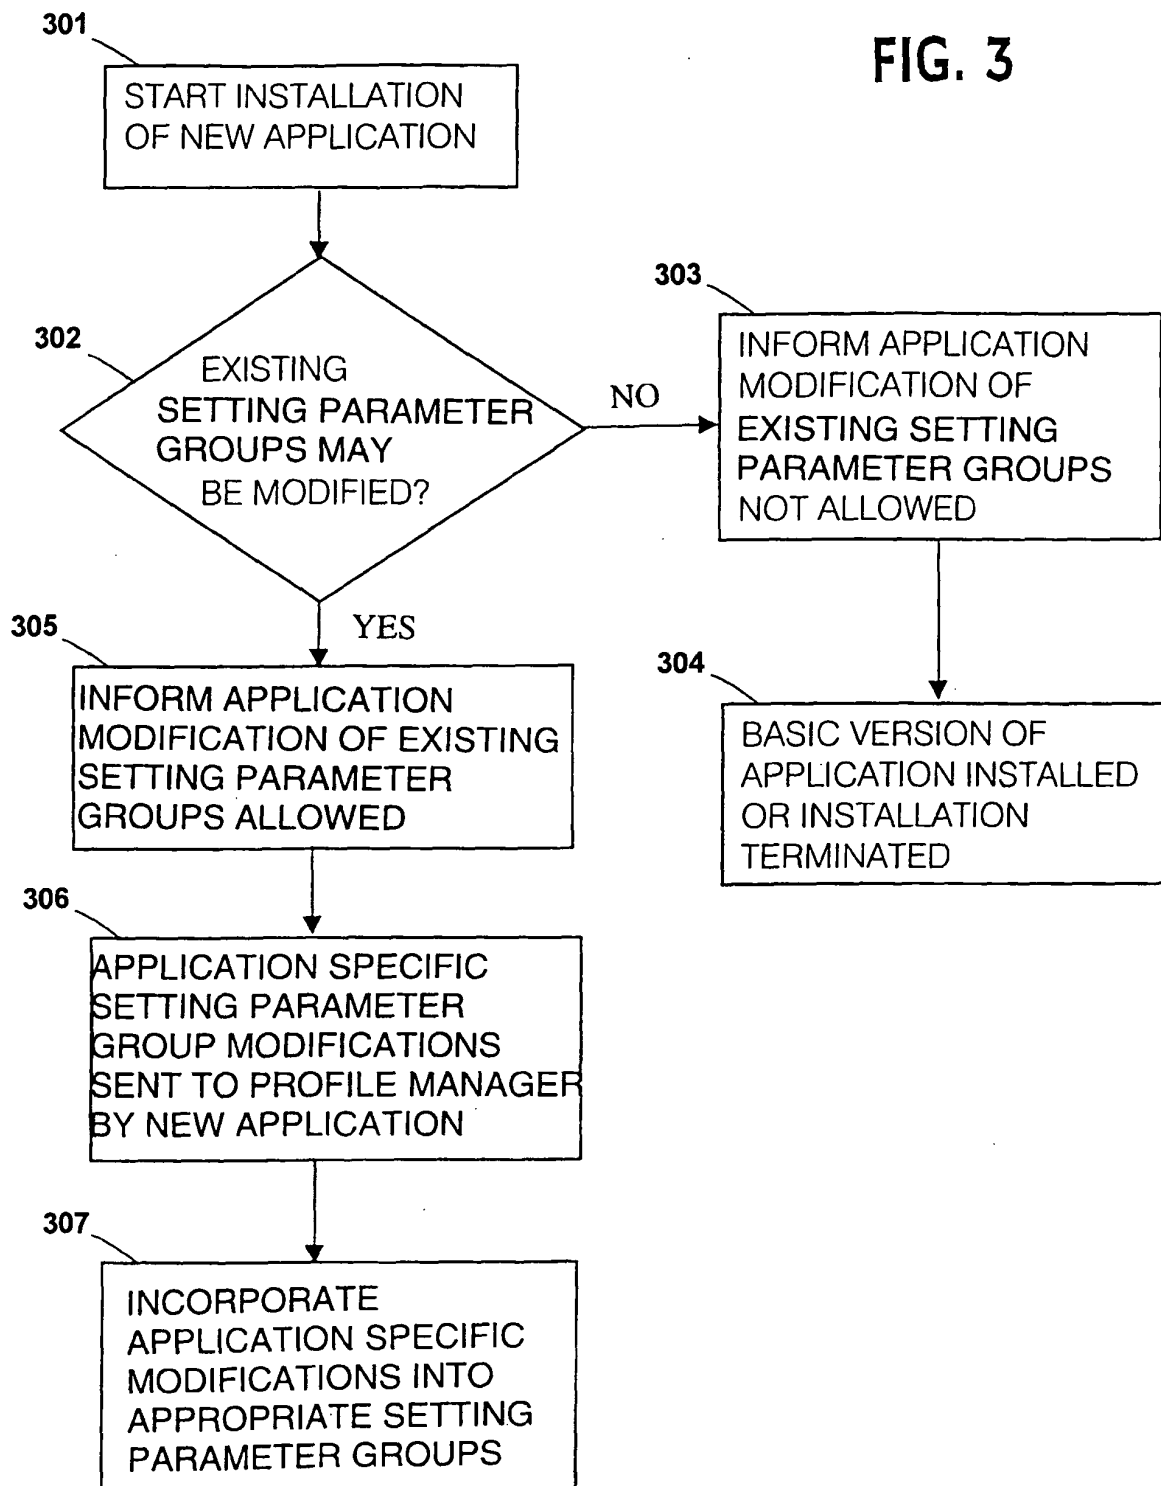 FIG. 3
301
START INSTALLATION
OF NEW APPLICATION
302
EXISTING
SETTING PARAMETER
GROUPS MAY
BE MODIFIED?
NO
303
INFORM APPLICATION
MODIFICATION OF
EXISTING SETTING
PARAMETER GROUPS
NOT ALLOWED
304
BASIC VERSION OF
APPLICATION INSTALLED
OR INSTALLATION
TERMINATED
YES
305
INFORM APPLICATION
MODIFICATION OF EXISTING
SETTING PARAMETER
GROUPS ALLOWED
306
APPLICATION SPECIFIC
SETTING PARAMETER
GROUP MODIFICATIONS
SENT TO PROFILE MANAGER
BY NEW APPLICATION
307
INCORPORATE
APPLICATION SPECIFIC
MODIFICATIONS INTO
APPROPRIATE SETTING
PARAMETER GROUPS